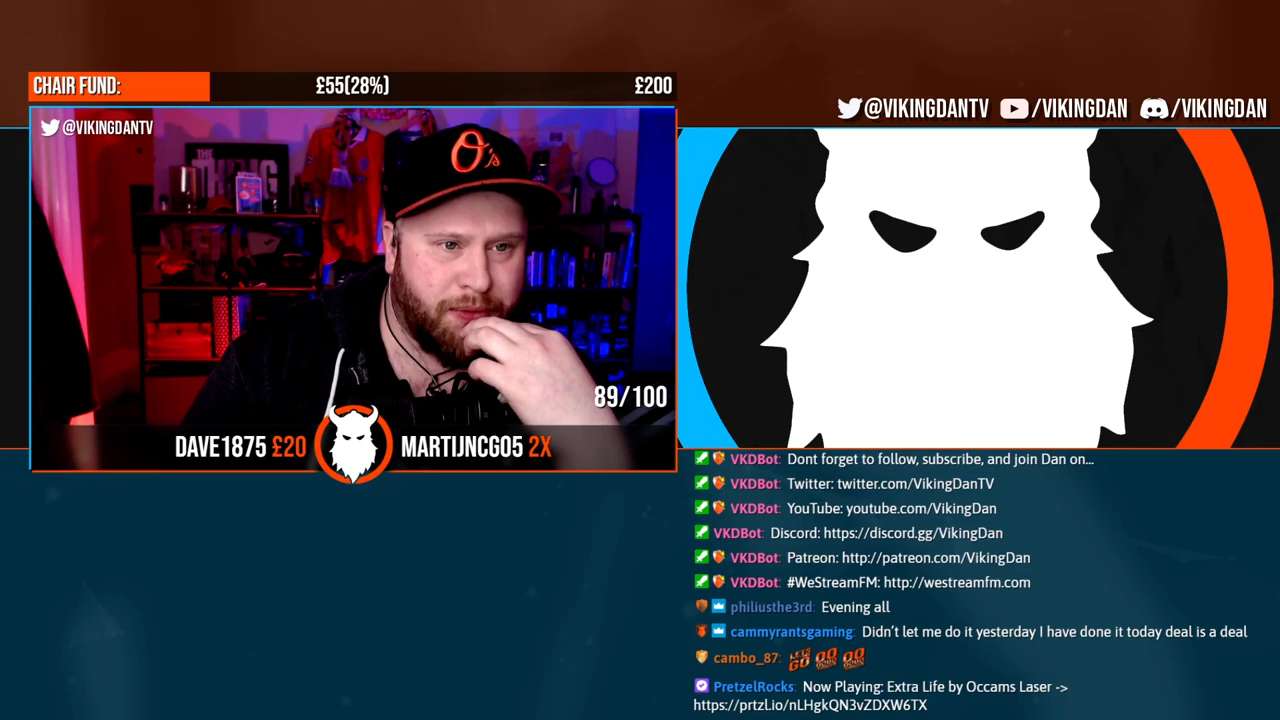 CHAIR FUND: £55(28%) £200
@VIKINGDANTV /VIKINGDAN /VIKINGDAN
@VIKINGDANTV
THE
THING
O's
89/100
DAVE1875 £20 MARTIJNCG05 2X
VKDBot: Dont forget to follow, subscribe, and join Dan on...
VKDBot: Twitter: twitter.com/VikingDanTV
VKDBot: YouTube: youtube.com/VikingDan
VKDBot: Discord: https://discord.gg/VikingDan
VKDBot: Patreon: http://patreon.com/VikingDan
VKDBot: #WeStreamFM: http://westreamfm.com
philiusthe3rd: Evening all
cammyrantsgaming: Didn't let me do it yesterday I have done it today deal is a deal
cambo_87: LET'S GO
PretzelRocks: Now Playing: Extra Life by Occams Laser ->
https://prtzl.io/nLHgkQN3vZDXW6TX